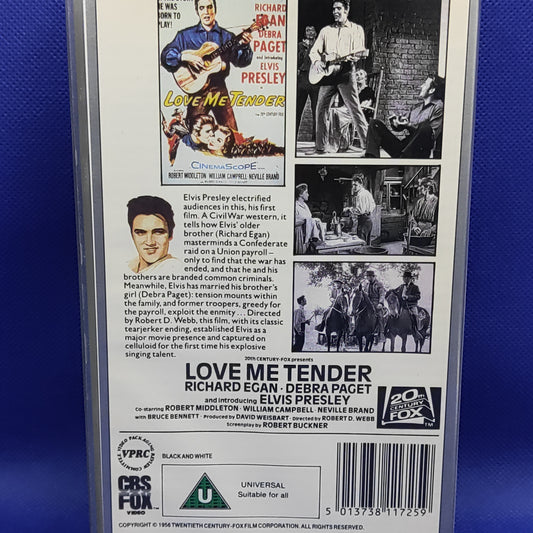 WAS
BORN TO
PLAY!
RICHARD
EGAN
DEBRA
PAGET
and introducing
ELVIS
PRESLEY
LOVE ME TENDER
CINEMASCOPE
ROBERT MIDDLETON WILLIAM CAMPBELL NEVILLE BRAND
Elvis Presley electrified
audiences in this, his first
film. A Civil War western, it
tells how Elvis' older
brother (Richard Egan)
masterminds a Confederate
raid on a Union payroll –
only to find that the war has
ended, and that he and his
brothers are branded common criminals.
Meanwhile, Elvis has married his brother's
girl (Debra Paget): tension mounts within
the family, and former troopers, greedy for
the payroll, exploit the enmity ... Directed
by Robert D. Webb, this film, with its classic
tearjerker ending, established Elvis as a
major movie presence and captured on
celluloid for the first time his explosive
singing talent.
20th CENTURY-FOX presents
LOVE ME TENDER
RICHARD EGAN · DEBRA PAGET
and introducing ELVIS PRESLEY
Co-starring ROBERT MIDDLETON · WILLIAM CAMPBELL · NEVILLE BRAND
with BRUCE BENNETT · Produced by DAVID WEISBART · Directed by ROBERT D. WEBB
Screenplay by ROBERT BUCKNER
20TH
CENTURY
FOX
TM
VIDEO PACKAGING REVIEW COMMITTEE
VPRC
BLACK AND WHITE
CBS
FOX
VIDEO
U
UNIVERSAL
Suitable for all
5 013738 117259
COPYRIGHT © 1956 TWENTIETH CENTURY-FOX FILM CORPORATION. ALL RIGHTS RESERVED.